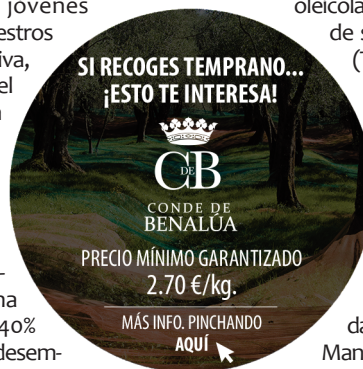 jóvenes
estros
iva,
el
oleícola
de s
(T
SI RECOGES TEMPRANO...
¡ESTO TE INTERESA!
C DE B
CONDE DE
BENALÚA
PRECIO MÍNIMO GARANTIZADO
2.70 €/kg.
MÁS INFO. PINCHANDO
AQUÍ
na
40%
desem-
da
Man